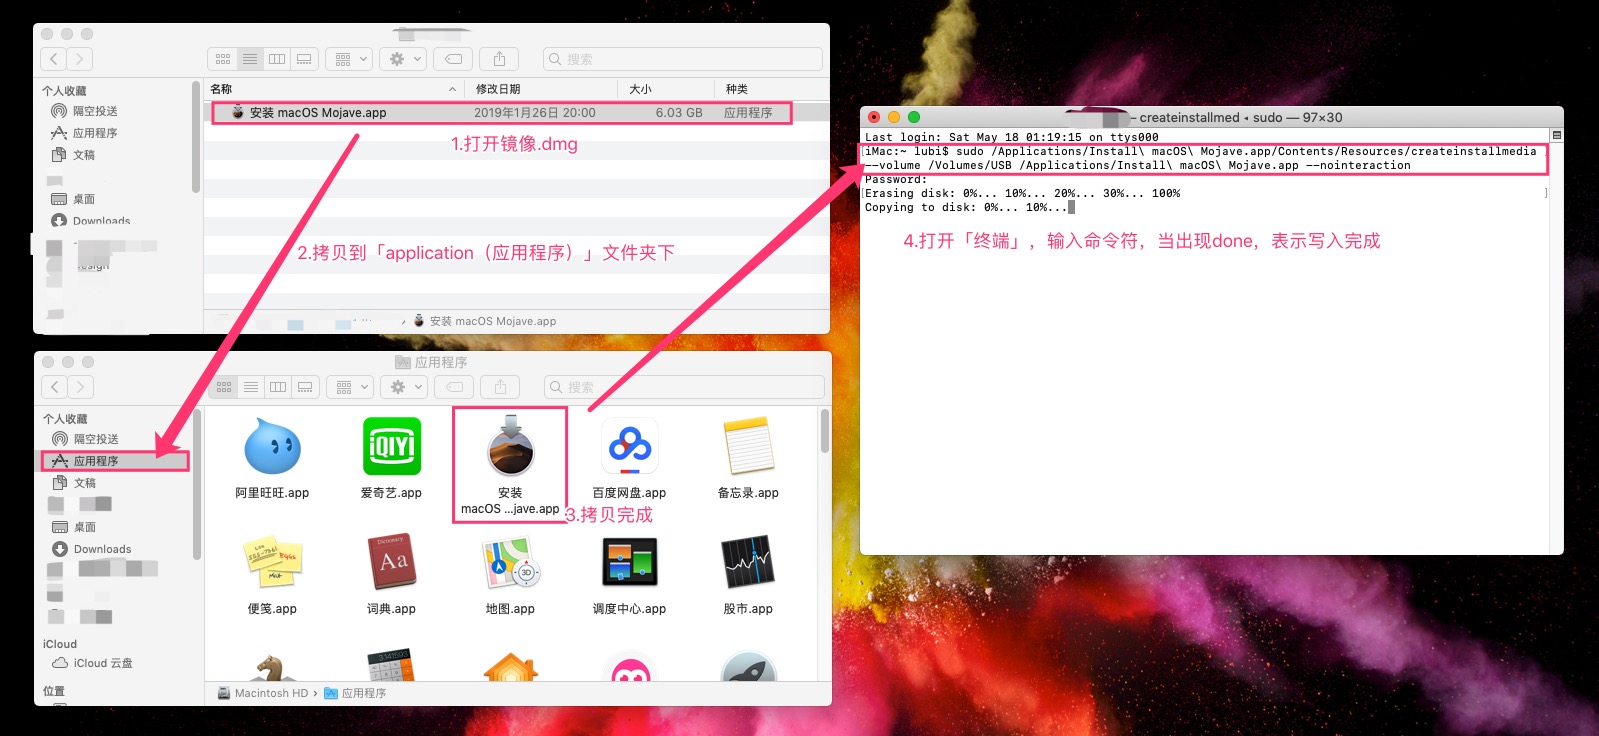 搜索
个人收藏
隔空投送
应用程序
文稿
桌面
Downloads
名称
修改日期
大小
种类
安装 macOS Mojave.app
2019年1月26日 20:00
6.03 GB
应用程序
1.打开镜像.dmg
2.拷贝到「application（应用程序）」文件夹下
安装 macOS Mojave.app
应用程序
搜索
个人收藏
隔空投送
应用程序
文稿
桌面
Downloads
iCloud
iCloud 云盘
位置
iQIYI
阿里旺旺.app
爱奇艺.app
安装
macOS ...jave.app
百度网盘.app
备忘录.app
3.拷贝完成
Dictionary
Aa
3D
便笺.app
词典.app
地图.app
调度中心.app
股市.app
Macintosh HD › 应用程序
— createinstallmed ◂ sudo — 97×30
Last login: Sat May 18 01:19:15 on ttys000
[iMac:~ lubi$ sudo /Applications/Install\ macOS\ Mojave.app/Contents/Resources/createinstallmedia
--volume /Volumes/USB /Applications/Install\ macOS\ Mojave.app --nointeraction
Password:
[Erasing disk: 0%... 10%... 20%... 30%... 100% ]
Copying to disk: 0%... 10%...
4.打开「终端」，输入命令符，当出现done，表示写入完成